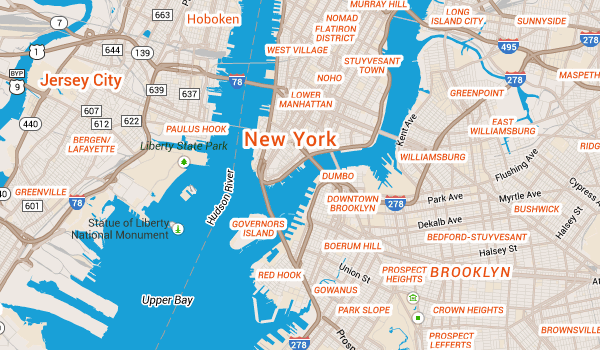 MURRAY HILL
LONG
ISLAND CITY
SUNNYSIDE
663
Hoboken
NOMAD
FLATIRON
DISTRICT
7
1
644
139
WEST VILLAGE
495
278
STUYVESANT
TOWN
BYP
9
Jersey City
78
NOHO
278
MASPETH
639
637
LOWER
MANHATTAN
GREENPOINT
607
440
612
622
PAULUS HOOK
New York
Kent Ave
EAST
WILLIAMSBURG
BERGEN/
LAFAYETTE
Liberty State Park
WILLIAMSBURG
RIDG
Flushing Ave
DUMBO
GREENVILLE
601
78
Hudson River
DOWNTOWN
BROOKLYN
278
Park Ave
Myrtle Ave
Cypress A
BUSHWICK
Statue of Liberty
National Monument
GOVERNORS
ISLAND
Dekalb Ave
Halsey St
BEDFORD-STUYVESANT
BOERUM HILL
Halsey St
RED HOOK
Union St
PROSPECT
HEIGHTS
BROOKLYN
Upper Bay
GOWANUS
PARK SLOPE
CROWN HEIGHTS
BROWNSVILLE
278
Prosp
PROSPECT
LEFFERTS